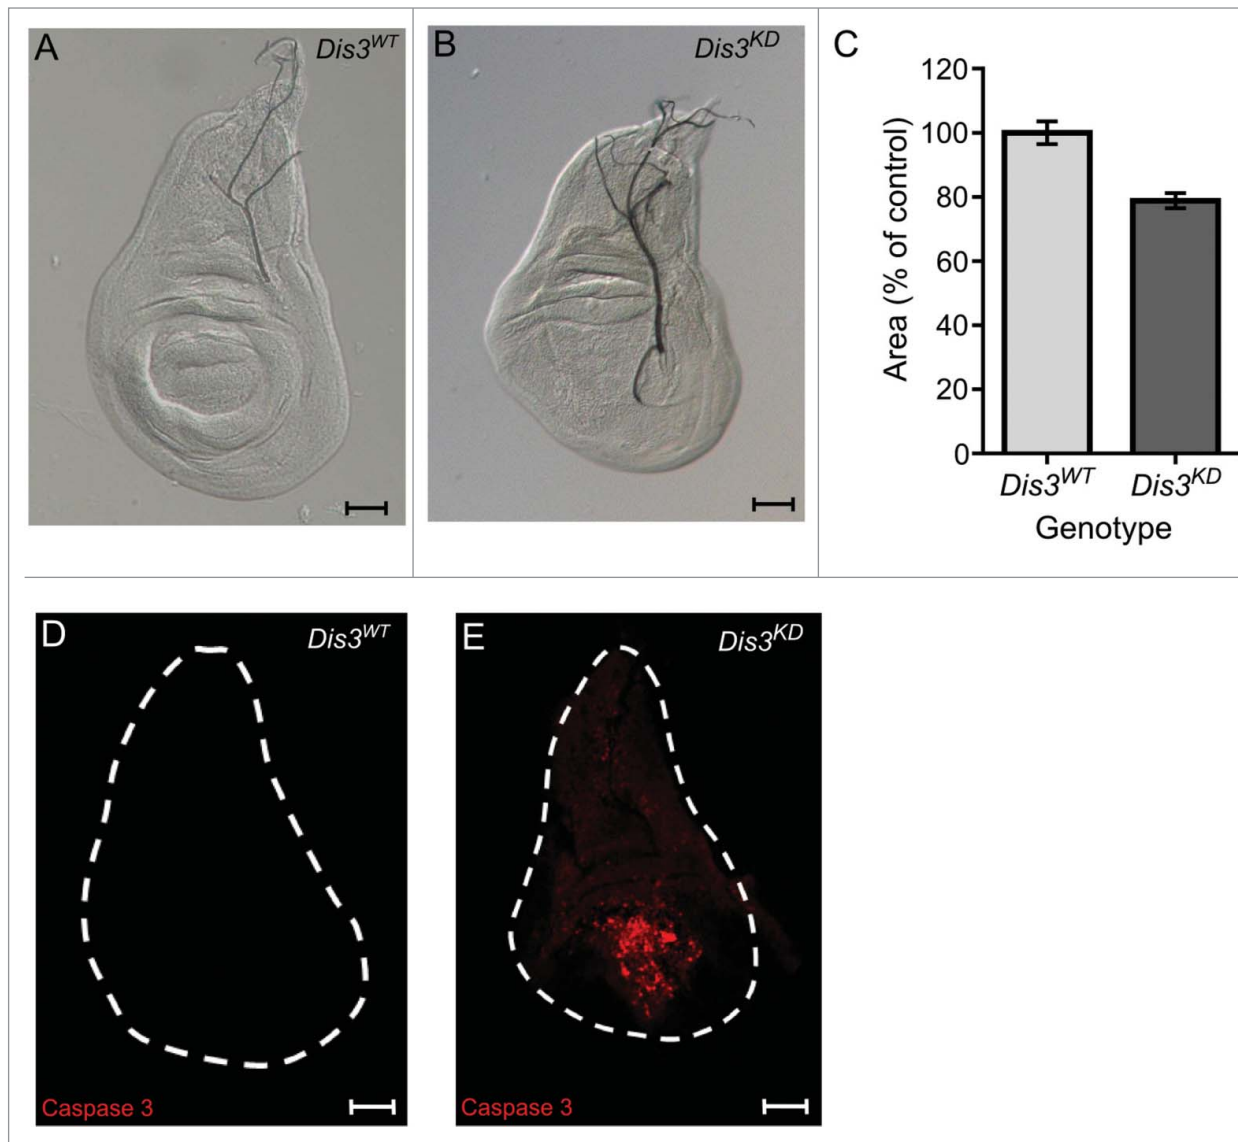 A
Dis3WT
B
Dis3KD
C
120
100
80
60
40
20
0
Area (% of control)
Dis3WT
Dis3KD
Genotype
D
Dis3WT
Caspase 3
E
Dis3KD
Caspase 3